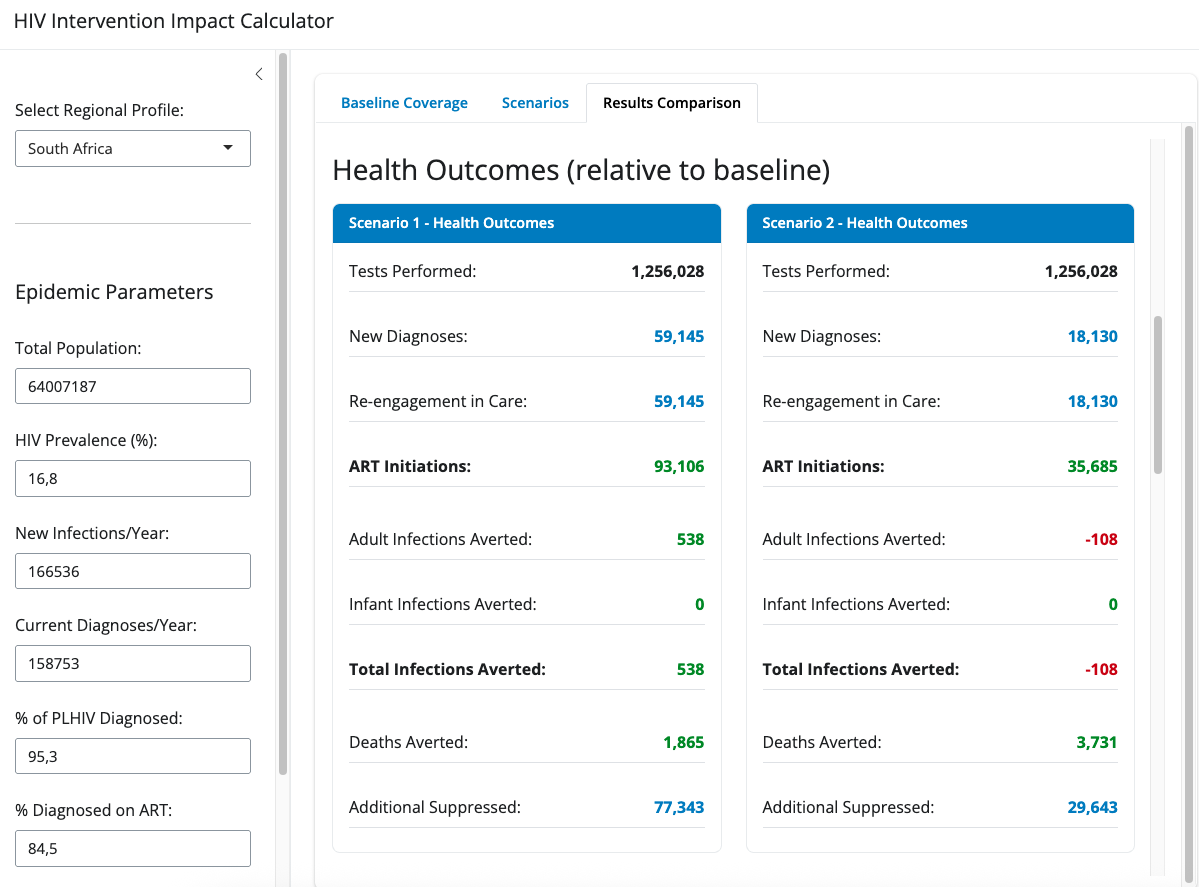 HIV Intervention Impact Calculator
Select Regional Profile:
South Africa
Epidemic Parameters
Total Population:
64007187
HIV Prevalence (%):
16,8
New Infections/Year:
166536
Current Diagnoses/Year:
158753
% of PLHIV Diagnosed:
95,3
% Diagnosed on ART:
84,5
Baseline Coverage Scenarios Results Comparison
Health Outcomes (relative to baseline)
Scenario 1 - Health Outcomes
Tests Performed: 1,256,028
New Diagnoses: 59,145
Re-engagement in Care: 59,145
ART Initiations: 93,106
Adult Infections Averted: 538
Infant Infections Averted: 0
Total Infections Averted: 538
Deaths Averted: 1,865
Additional Suppressed: 77,343
Scenario 2 - Health Outcomes
Tests Performed: 1,256,028
New Diagnoses: 18,130
Re-engagement in Care: 18,130
ART Initiations: 35,685
Adult Infections Averted: -108
Infant Infections Averted: 0
Total Infections Averted: -108
Deaths Averted: 3,731
Additional Suppressed: 29,643